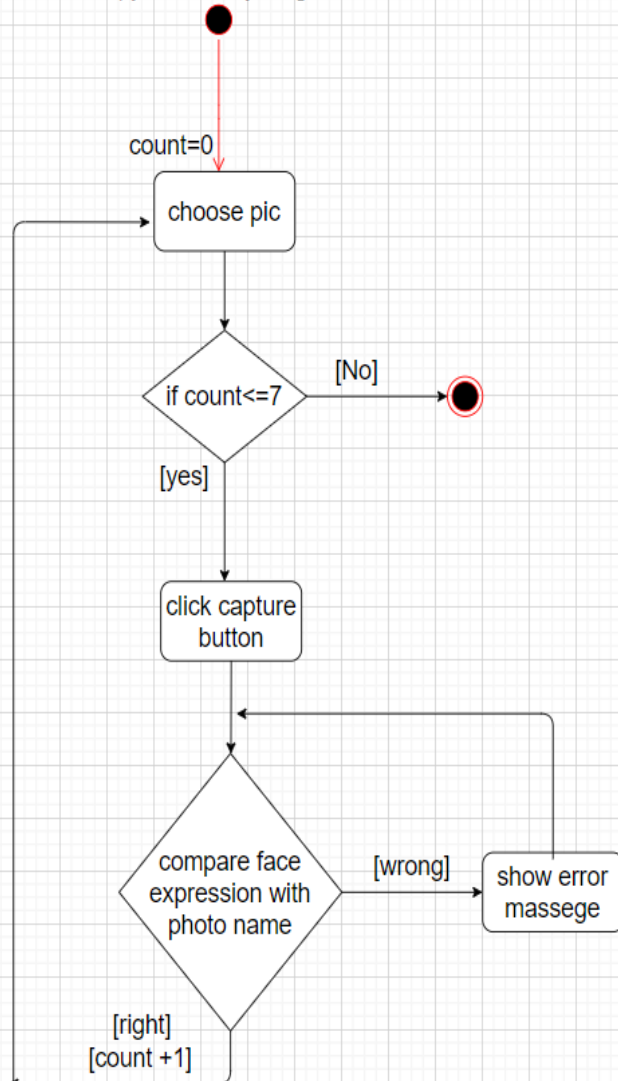 count=0
choose pic
if count<=7
[No]
[yes]
click capture
button
compare face
expression with
photo name
[wrong]
show error
massege
[right]
[count +1]